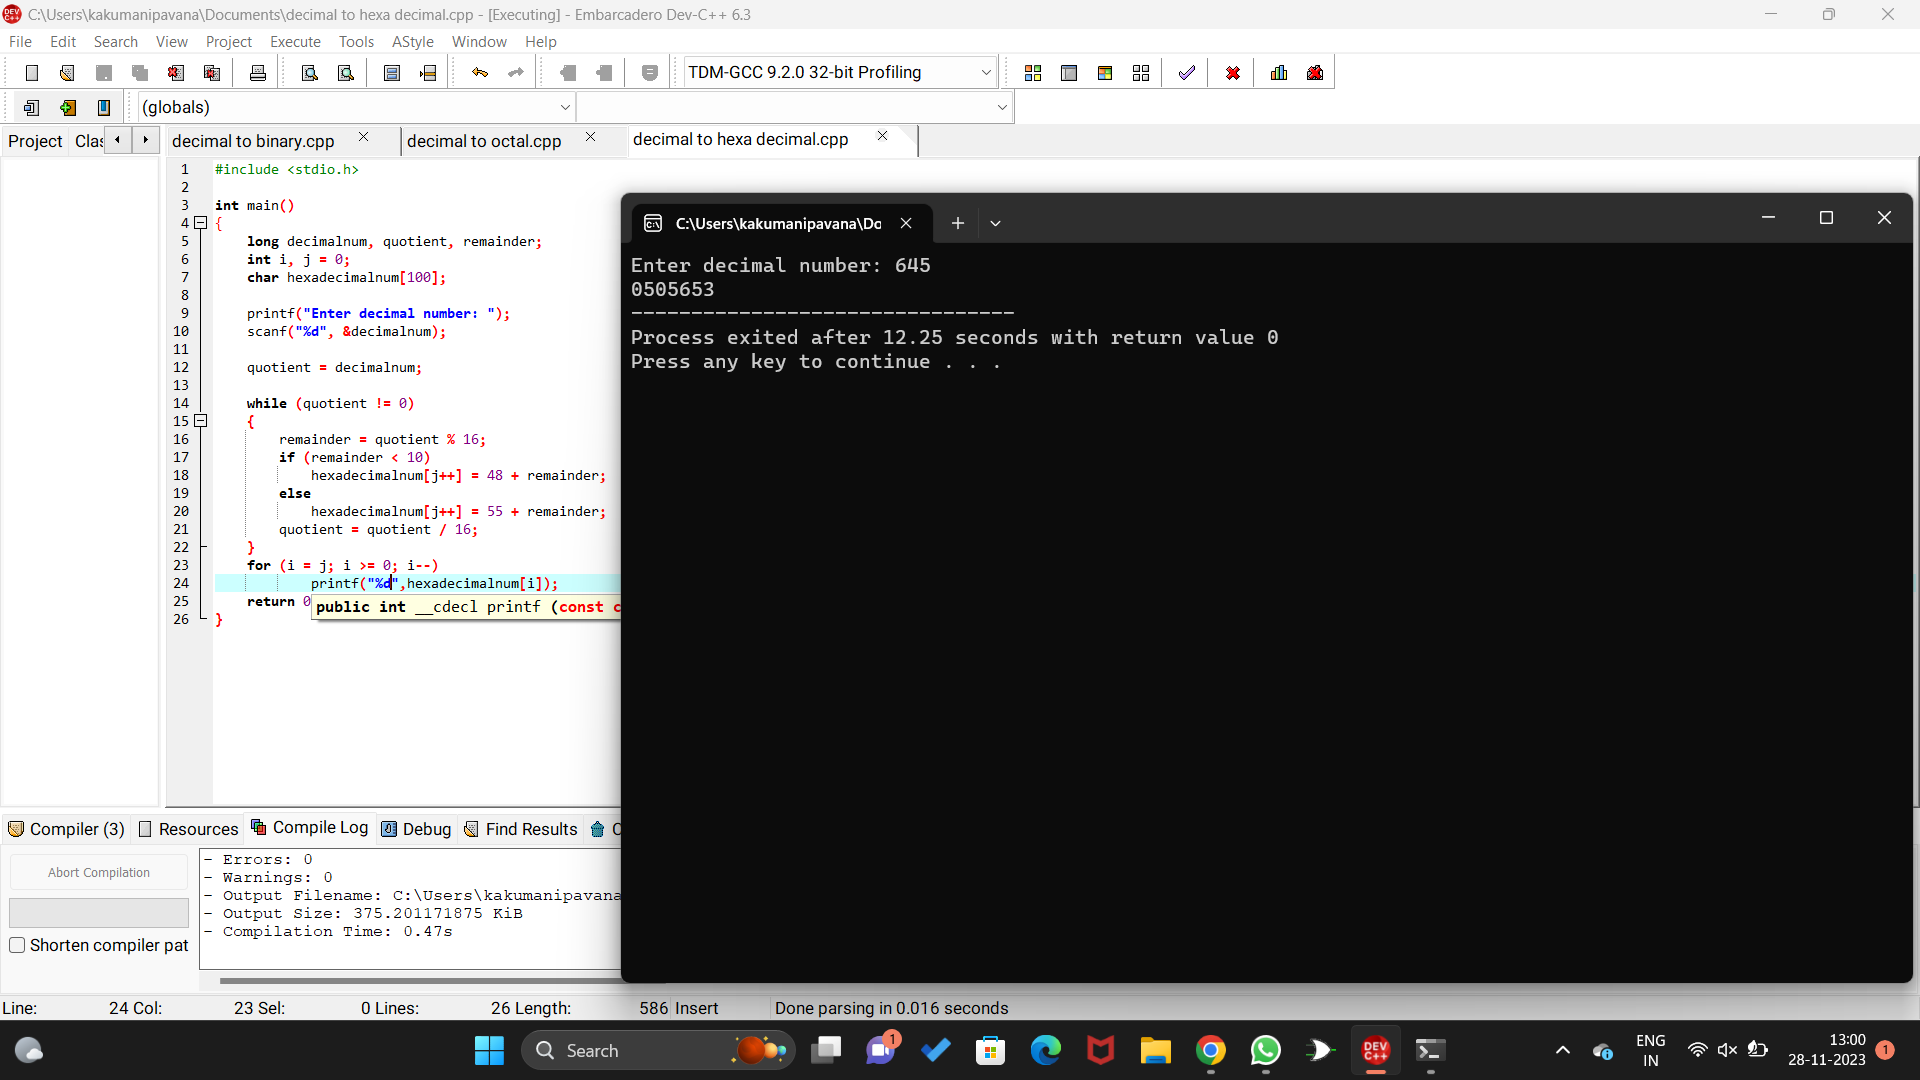 C:\Users\kakumanipavana\Documents\decimal to hexa decimal.cpp - [Executing] - Embarcadero Dev-C++ 6.3
File Edit Search View Project Execute Tools AStyle Window Help
TDM-GCC 9.2.0 32-bit Profiling
(globals)
Project Clas decimal to binary.cpp decimal to octal.cpp decimal to hexa decimal.cpp
1 #include <stdio.h>
2
3 int main()
4 {
5 long decimalnum, quotient, remainder;
6 int i, j = 0;
7 char hexadecimalnum[100];
8
9 printf("Enter decimal number: ");
10 scanf("%d", &decimalnum);
11
12 quotient = decimalnum;
13
14 while (quotient != 0)
15 {
16 remainder = quotient % 16;
17 if (remainder < 10)
18 hexadecimalnum[j++] = 48 + remainder;
19 else
20 hexadecimalnum[j++] = 55 + remainder;
21 quotient = quotient / 16;
22 }
23 for (i = j; i >= 0; i--)
24 printf("%d",hexadecimalnum[i]);
25 return 0
public int __cdecl printf (const c
26 }
C:\Users\kakumanipavana\Do
Enter decimal number: 645
0505653
--------------------------------
Process exited after 12.25 seconds with return value 0
Press any key to continue . . .
Compiler (3) Resources Compile Log Debug Find Results
Abort Compilation
Shorten compiler pat
- Errors: 0
- Warnings: 0
- Output Filename: C:\Users\kakumanipavana
- Output Size: 375.201171875 KiB
- Compilation Time: 0.47s
Line: 24 Col: 23 Sel: 0 Lines: 26 Length: 586 Insert Done parsing in 0.016 seconds
Search
1
DEV C++
ENG
IN
13:00
28-11-2023
1